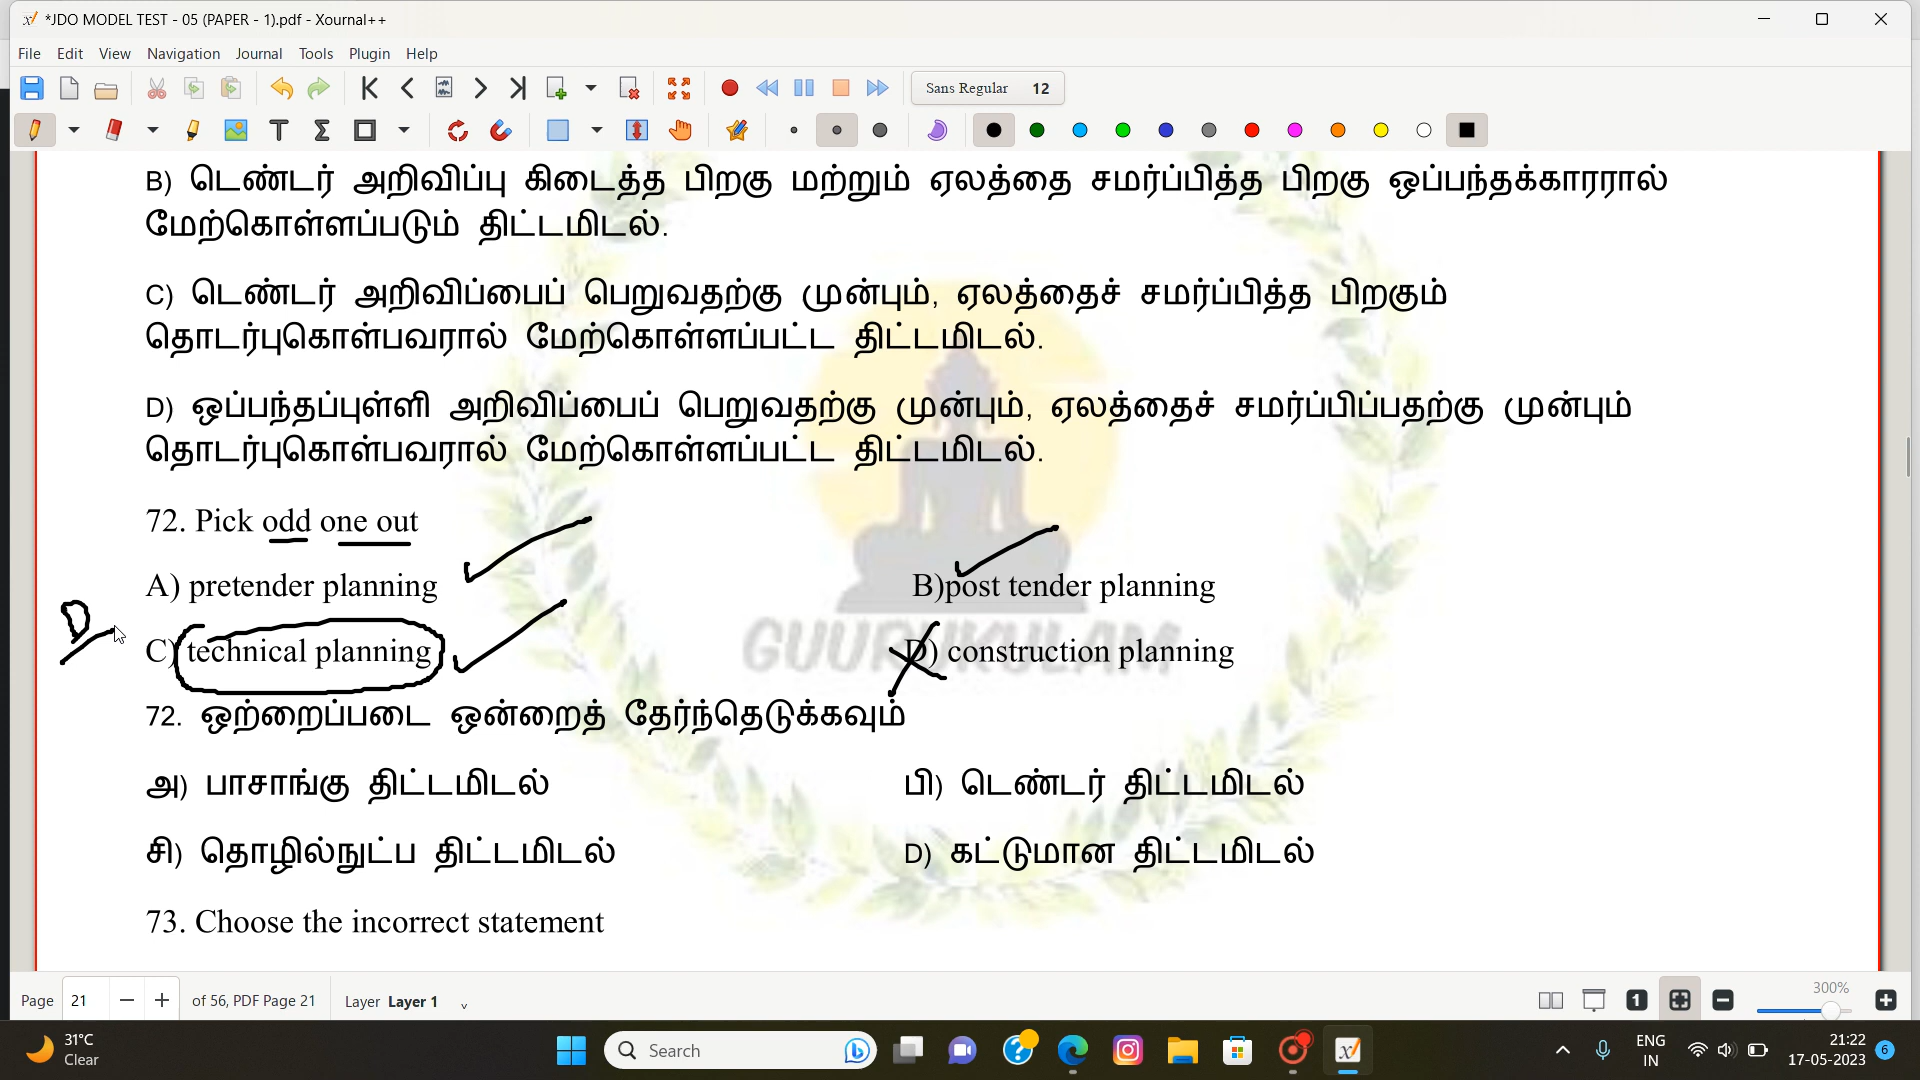 *JDO MODEL TEST - 05 (PAPER - 1).pdf - Xournal++
File Edit View Navigation Journal Tools Plugin Help
Sans Regular 12
B) டெண்டர் அறிவிப்பு கிடைத்த பிறகு மற்றும் ஏலத்தை சமர்ப்பித்த பிறகு ஒப்பந்தக்காரரால்
மேற்கொள்ளப்படும் திட்டமிடல்.
C) டெண்டர் அறிவிப்பைப் பெறுவதற்கு முன்பும், ஏலத்தைச் சமர்ப்பித்த பிறகும்
தொடர்புகொள்பவரால் மேற்கொள்ளப்பட்ட திட்டமிடல்.
D) ஒப்பந்தப்புள்ளி அறிவிப்பைப் பெறுவதற்கு முன்பும், ஏலத்தைச் சமர்ப்பிப்பதற்கு முன்பும்
தொடர்புகொள்பவரால் மேற்கொள்ளப்பட்ட திட்டமிடல்.
72. Pick odd one out
A) pretender planning B)post tender planning
D
C) technical planning D) construction planning
GUURUKULAM
72. ஒற்றைப்படை ஒன்றைத் தேர்ந்தெடுக்கவும்
அ) பாசாங்கு திட்டமிடல் பி) டெண்டர் திட்டமிடல்
சி) தொழில்நுட்ப திட்டமிடல் D) கட்டுமான திட்டமிடல்
73. Choose the incorrect statement
Page 21 of 56, PDF Page 21 Layer Layer 1 300%
31°C
Clear
Search
ENG
IN
21:22
17-05-2023 6